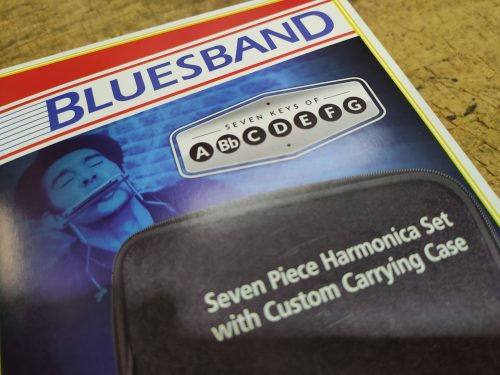 BLUESBAND
SEVEN KEYS OF
A Bb C D E F G
Seven Piece Harmonica Set
with Custom Carrying Case